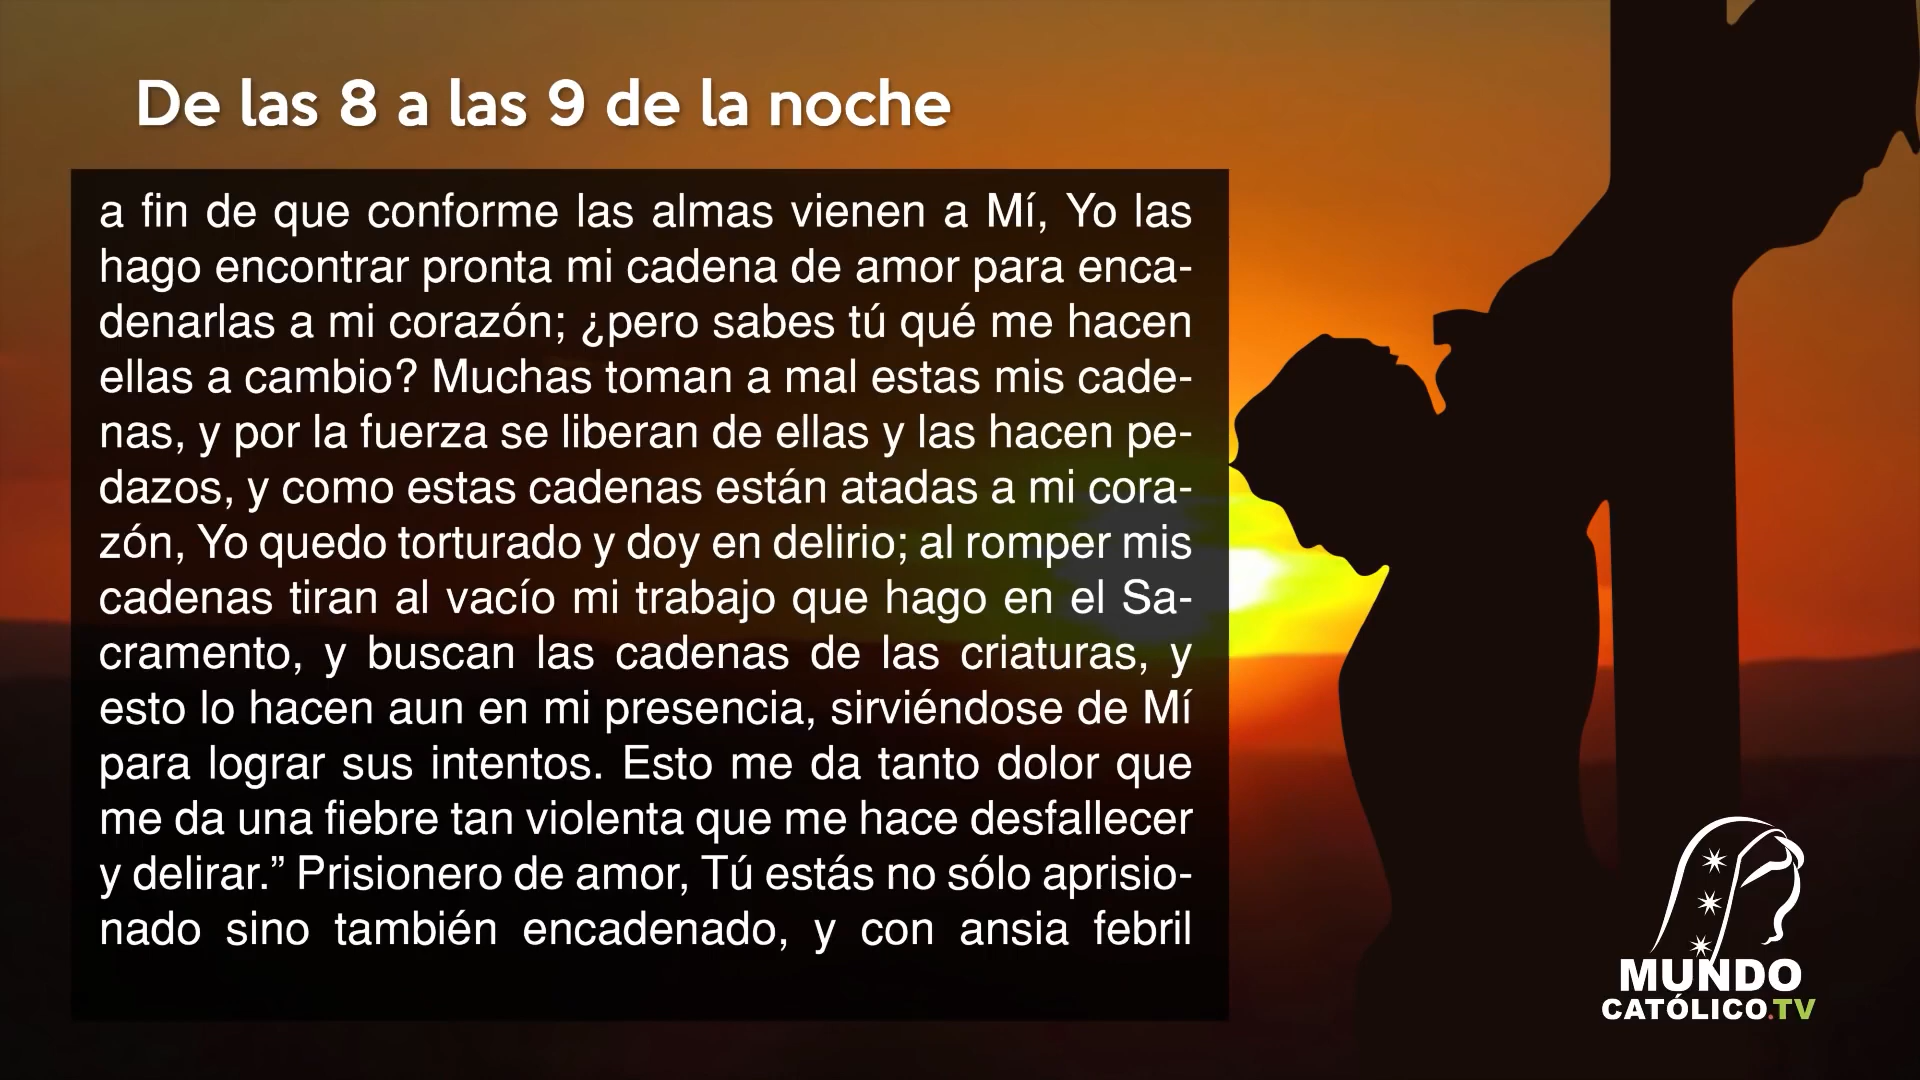 De las 8 a las 9 de la noche
a fin de que conforme las almas vienen a Mí, Yo las
hago encontrar pronta mi cadena de amor para enca-
denarlas a mi corazón; ¿pero sabes tú qué me hacen
ellas a cambio? Muchas toman a mal estas mis cade-
nas, y por la fuerza se liberan de ellas y las hacen pe-
dazos, y como estas cadenas están atadas a mi cora-
zón, Yo quedo torturado y doy en delirio; al romper mis
cadenas tiran al vacío mi trabajo que hago en el Sa-
cramento, y buscan las cadenas de las criaturas, y
esto lo hacen aun en mi presencia, sirviéndose de Mí
para lograr sus intentos. Esto me da tanto dolor que
me da una fiebre tan violenta que me hace desfallecer
y delirar.” Prisionero de amor, Tú estás no sólo aprisio-
nado sino también encadenado, y con ansia febril
MUNDO
CATÓLICO.TV